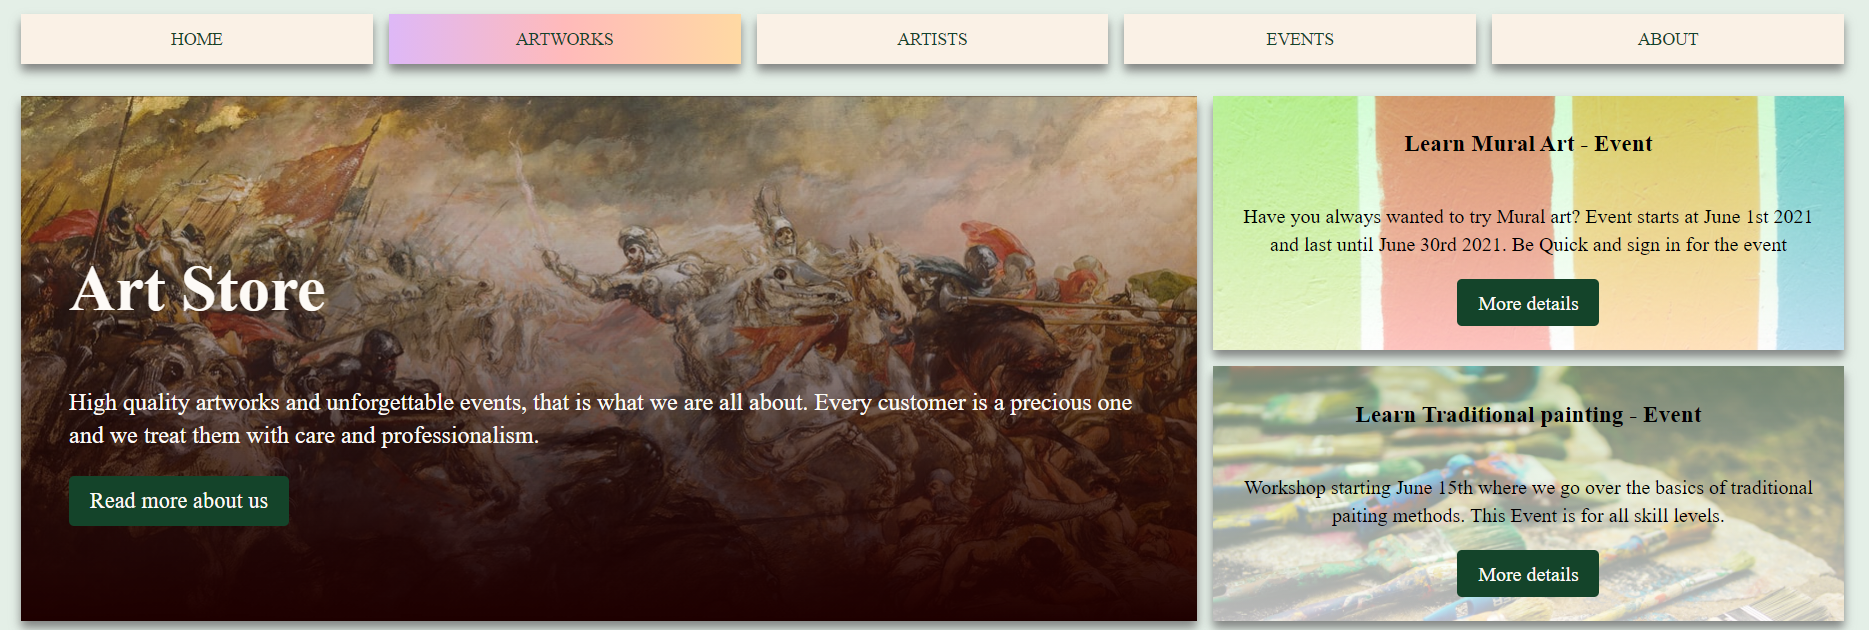 HOME
ARTWORKS
ARTISTS
EVENTS
ABOUT
Art Store
High quality artworks and unforgettable events, that is what we are all about. Every customer is a precious one
and we treat them with care and professionalism.
Read more about us
Learn Mural Art - Event
Have you always wanted to try Mural art? Event starts at June 1st 2021
and last until June 30rd 2021. Be Quick and sign in for the event
More details
Learn Traditional painting - Event
Workshop starting June 15th where we go over the basics of traditional
paiting methods. This Event is for all skill levels.
More details